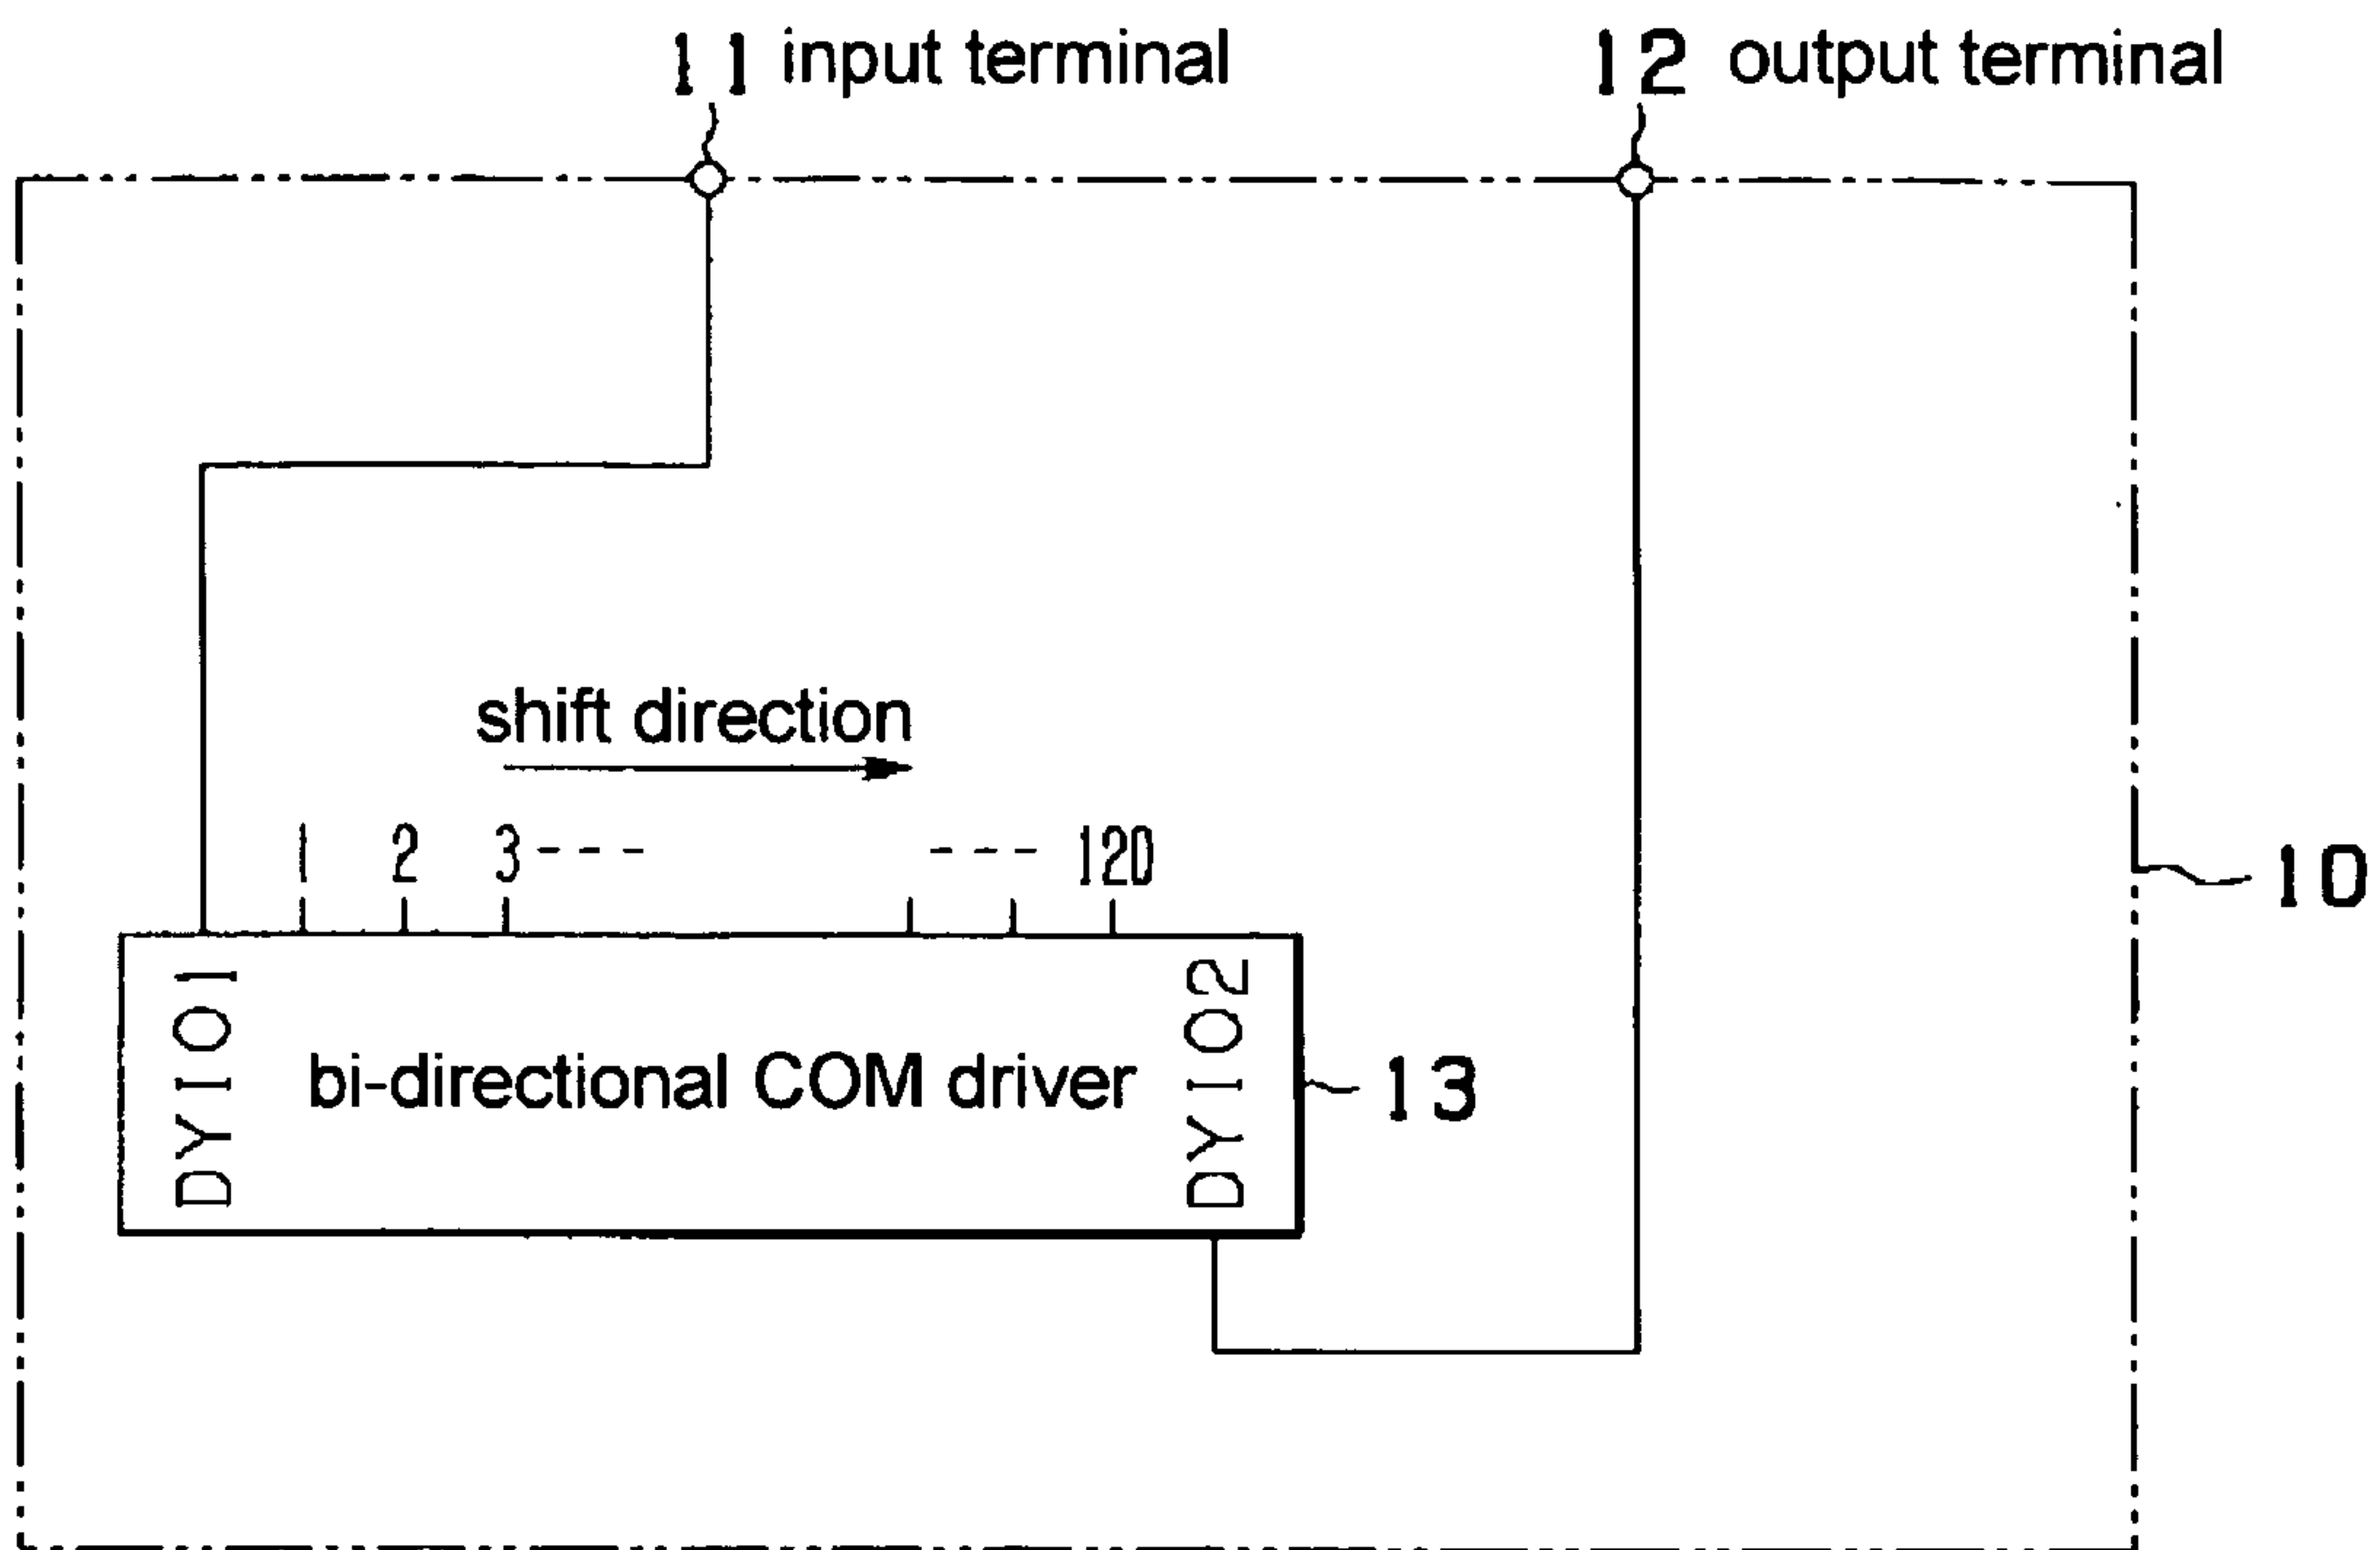 11 input terminal
12 output terminal
shift direction
1 2 3 --- --- 120
10
DYIO1
bi-directional COM driver
DYIO2
13